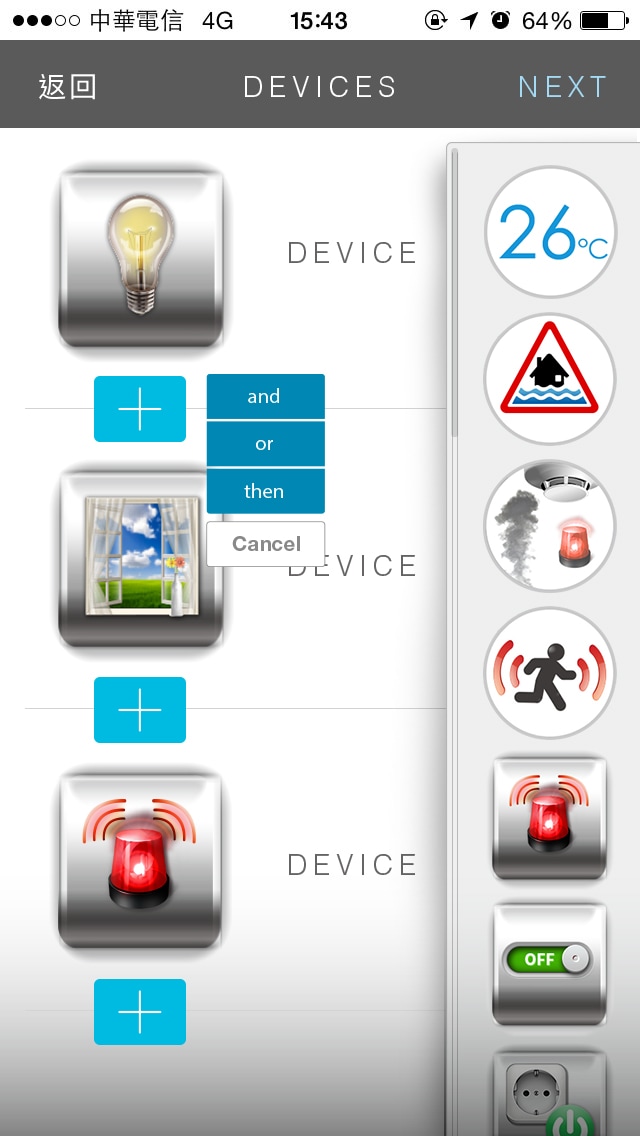 中華電信 4G 15:43 64%
返回 DEVICES NEXT
26°C
DEVICE
and
or
then
Cancel
DEVICE
DEVICE
OFF